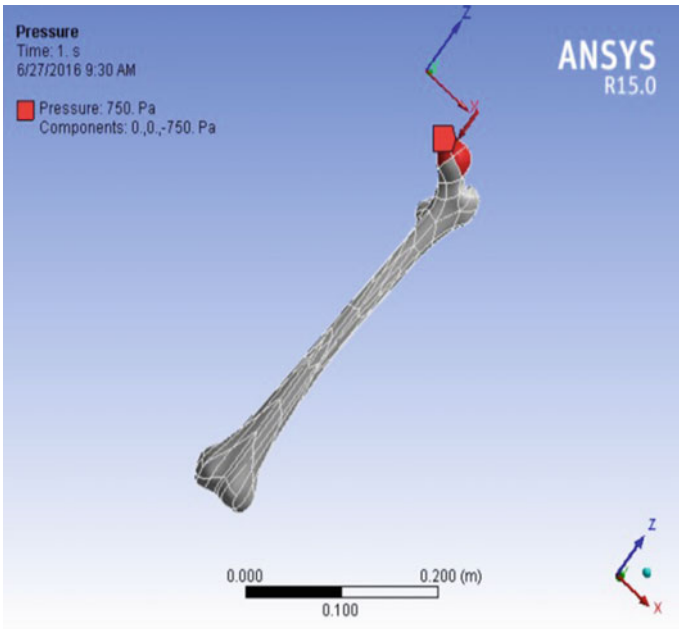 Pressure
Time: 1. s
6/27/2016 9:30 AM
Pressure: 750. Pa
Components: 0.,0.,-750. Pa
Z
X
ANSYS
R15.0
0.000
0.200 (m)
0.100
Z
X